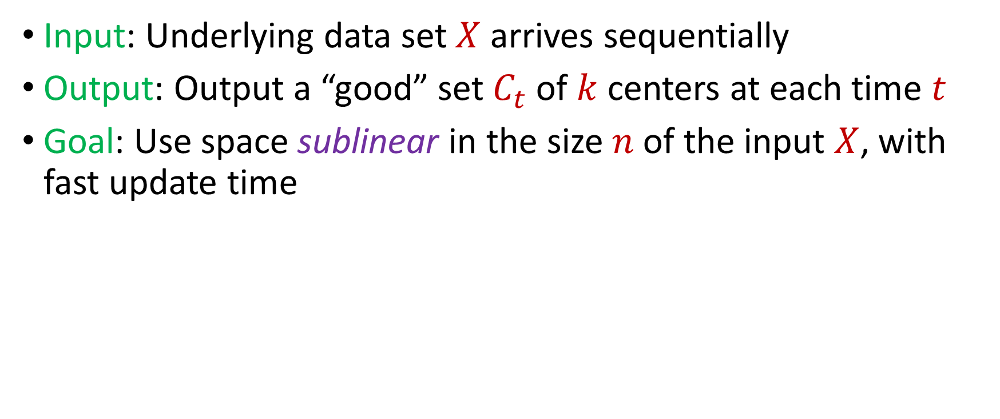 • Input: Underlying data set X arrives sequentially
• Output: Output a “good” set Cₜ of k centers at each time t
• Goal: Use space sublinear in the size n of the input X, with
fast update time